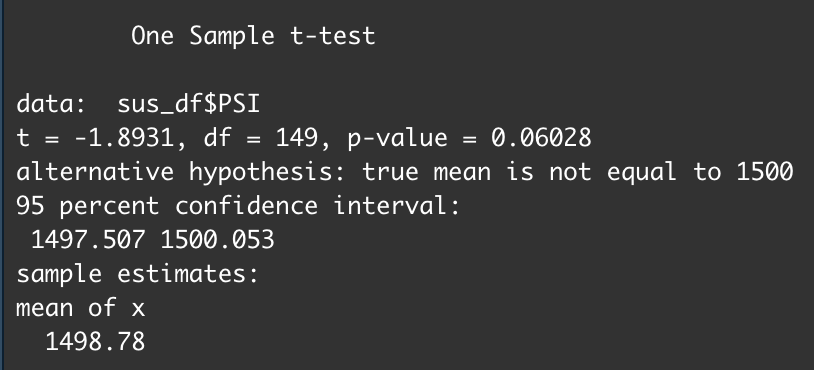 One Sample t-test
data:  sus_df$PSI
t = -1.8931, df = 149, p-value = 0.06028
alternative hypothesis: true mean is not equal to 1500
95 percent confidence interval:
1497.507 1500.053
sample estimates:
mean of x
1498.78